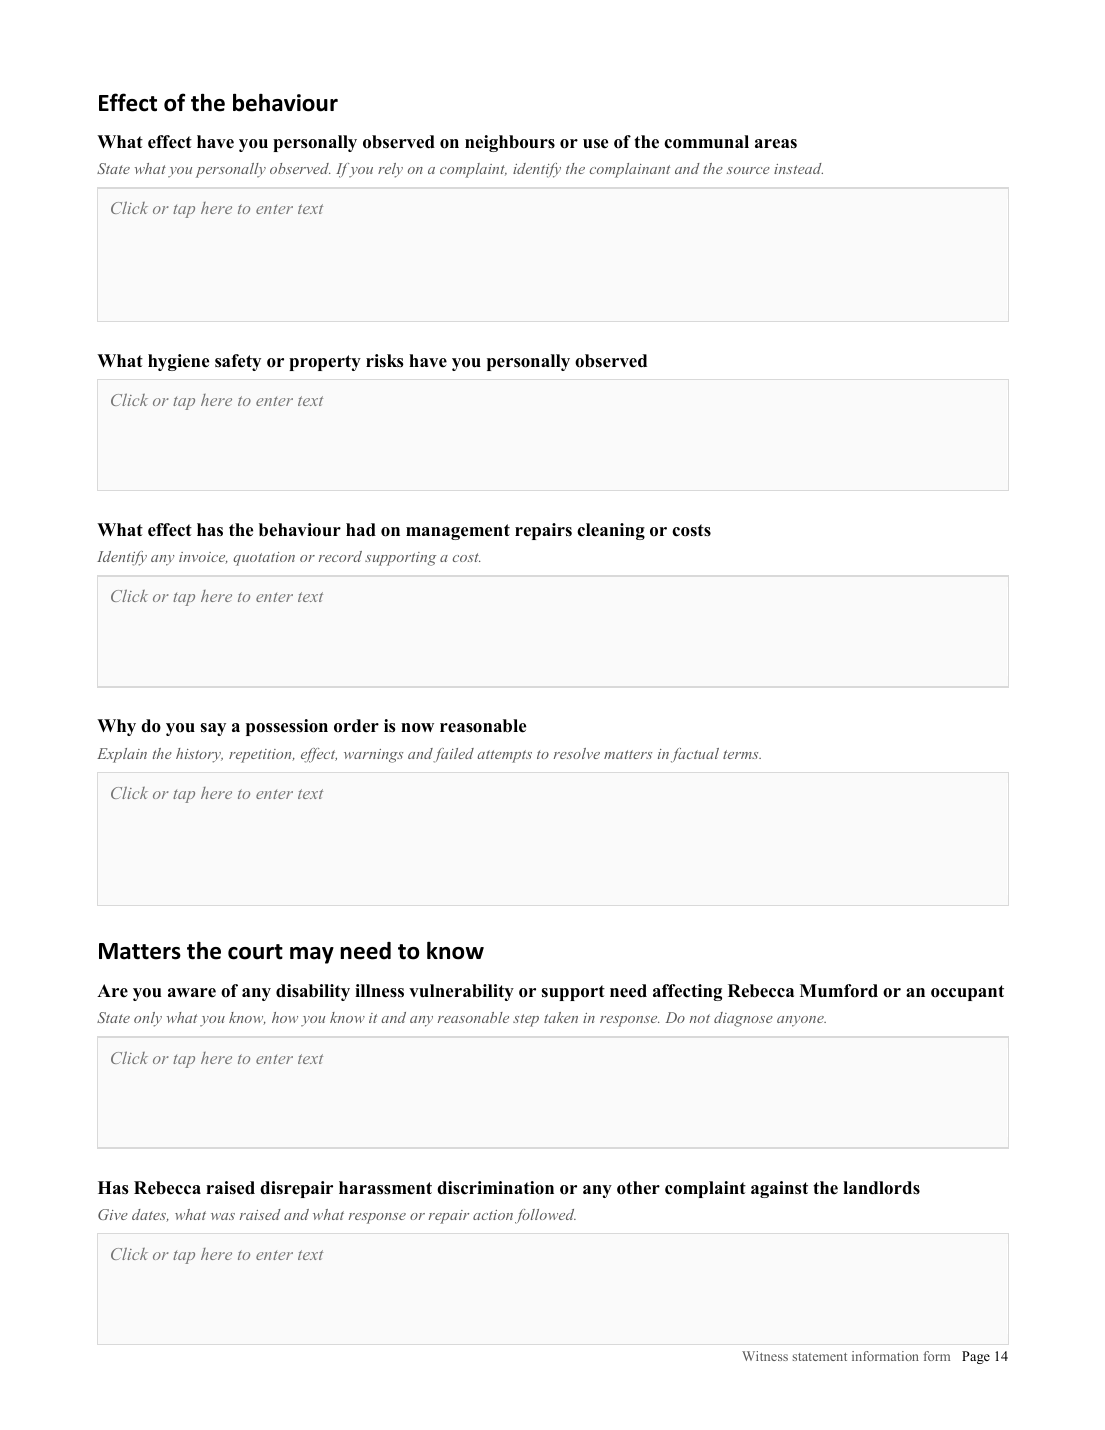 Effect of the behaviour
What effect have you personally observed on neighbours or use of the communal areas
State what you personally observed. If you rely on a complaint, identify the complainant and the source instead.
Click or tap here to enter text
What hygiene safety or property risks have you personally observed
Click or tap here to enter text
What effect has the behaviour had on management repairs cleaning or costs
Identify any invoice, quotation or record supporting a cost.
Click or tap here to enter text
Why do you say a possession order is now reasonable
Explain the history, repetition, effect, warnings and failed attempts to resolve matters in factual terms.
Click or tap here to enter text
Matters the court may need to know
Are you aware of any disability illness vulnerability or support need affecting Rebecca Mumford or an occupant
State only what you know, how you know it and any reasonable step taken in response. Do not diagnose anyone.
Click or tap here to enter text
Has Rebecca raised disrepair harassment discrimination or any other complaint against the landlords
Give dates, what was raised and what response or repair action followed.
Click or tap here to enter text
Witness statement information form Page 14